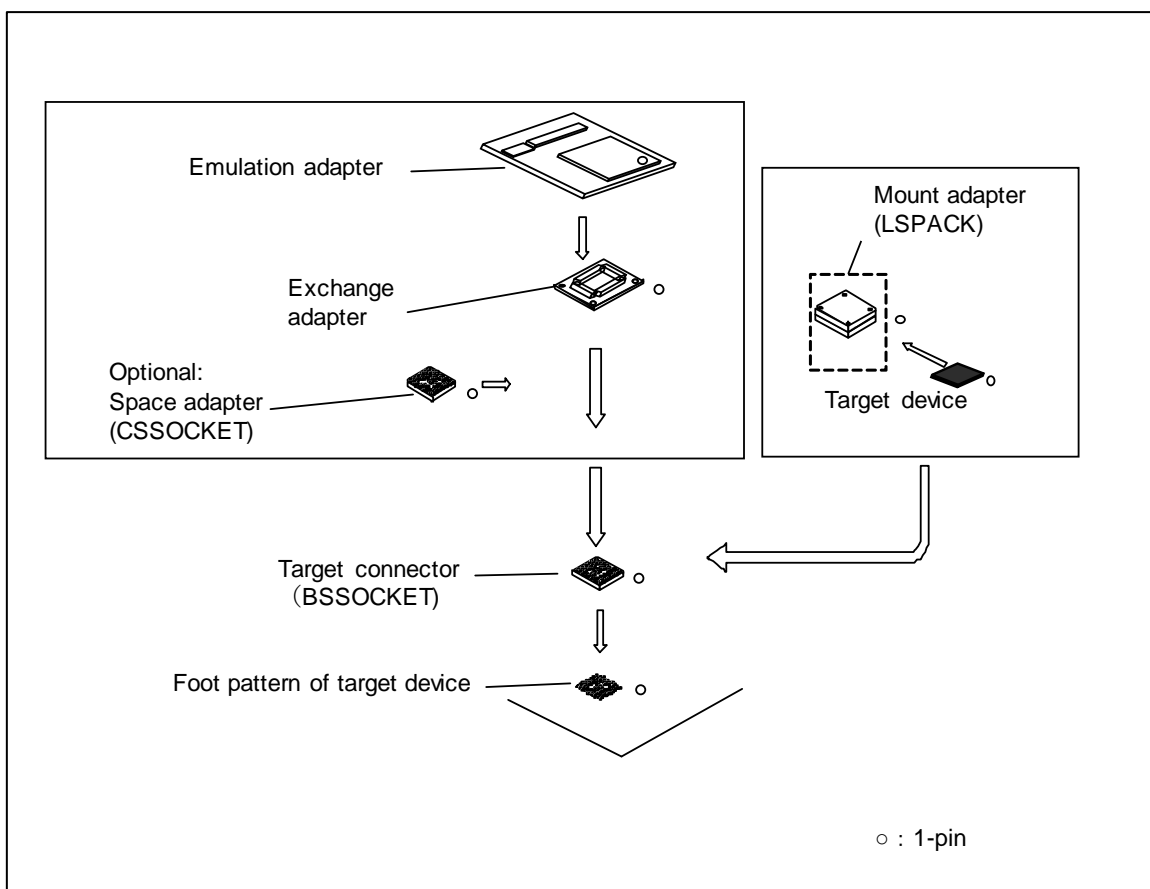 Emulation adapter
Mount adapter
(LSPACK)
Exchange
adapter
Optional:
Space adapter
(CSSOCKET)
Target device
Target connector
（BSSOCKET)
Foot pattern of target device
○ : 1-pin